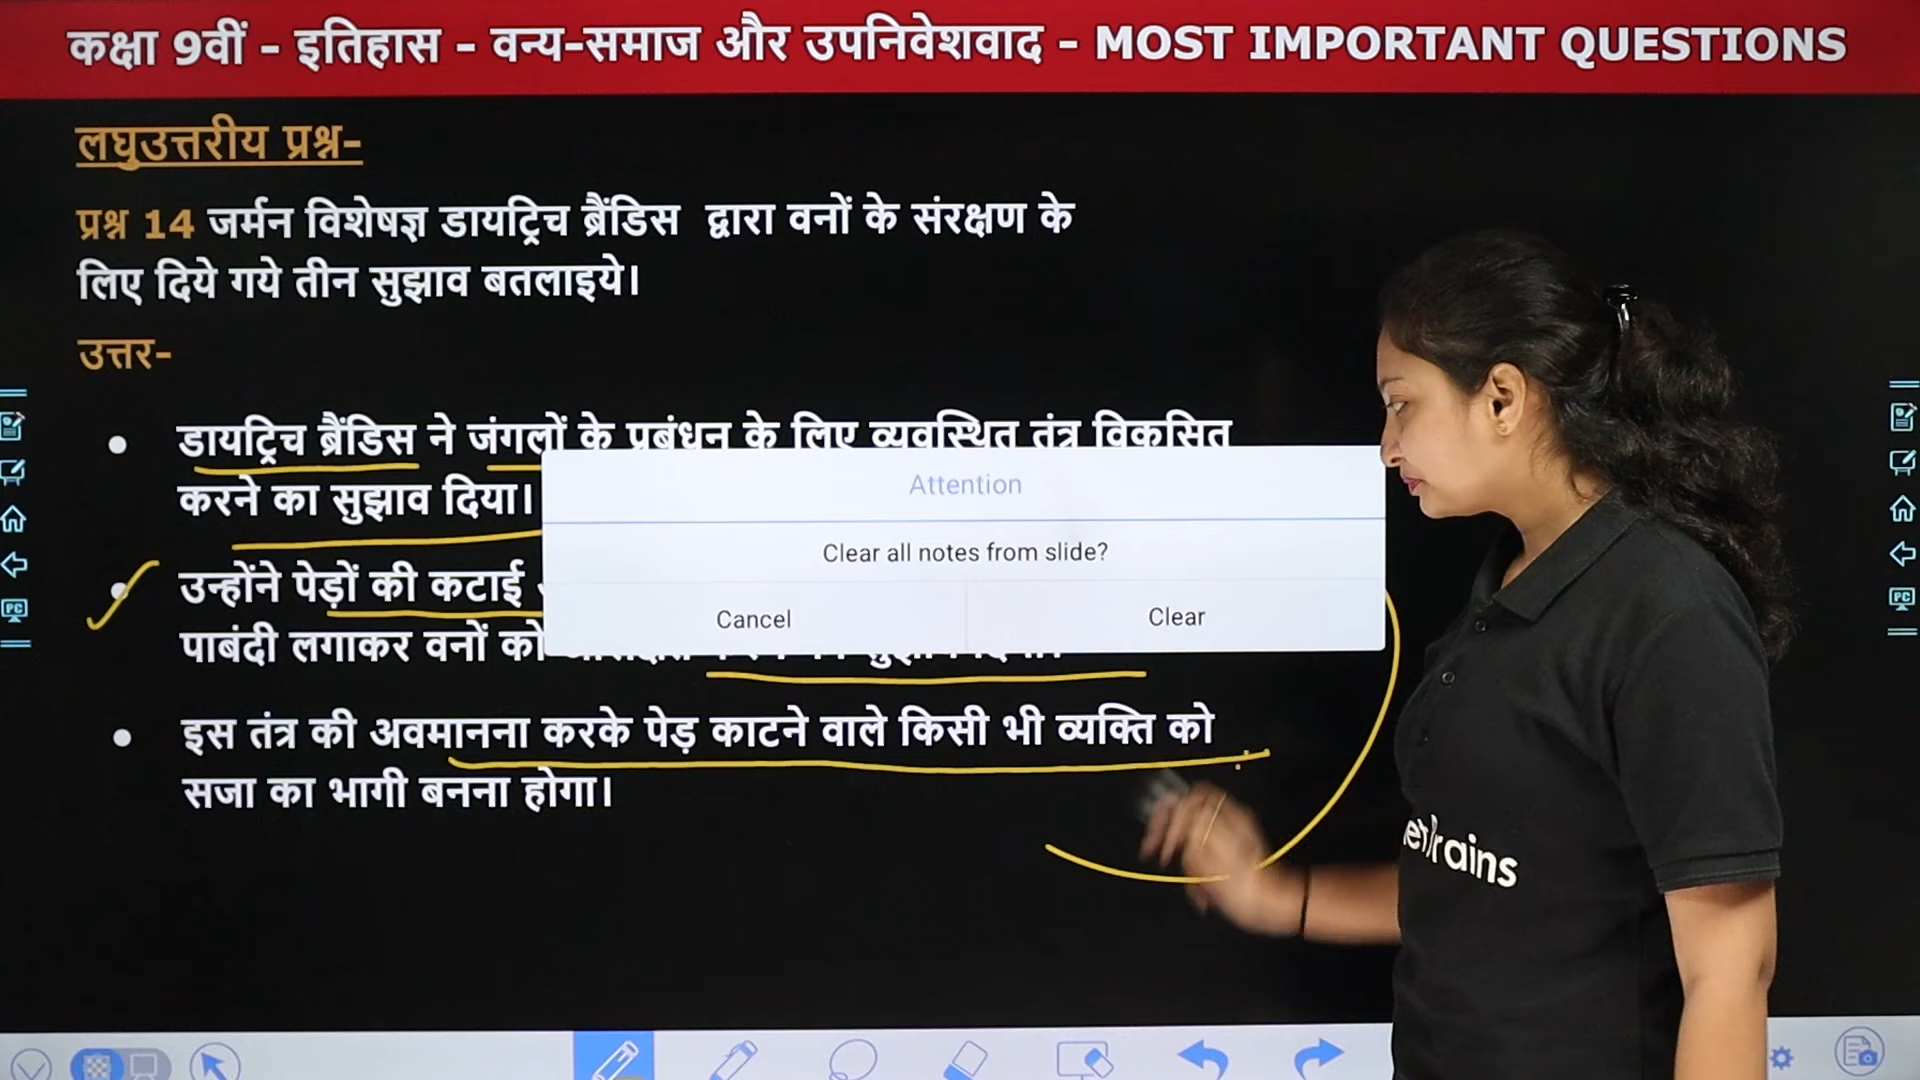 कक्षा 9वीं - इतिहास - वन्य-समाज और उपनिवेशवाद - MOST IMPORTANT QUESTIONS
लघुउत्तरीय प्रश्न-
प्रश्न 14 जर्मन विशेषज्ञ डायट्रिच ब्रैंडिस द्वारा वनों के संरक्षण के
लिए दिये गये तीन सुझाव बतलाइये।
उत्तर-
डायट्रिच ब्रैंडिस ने जंगलों के प्रबंधन के लिए व्यवस्थित तंत्र विकसित
करने का सुझाव दिया।
Attention
Clear all notes from slide?
Cancel Clear
उन्होंने पेड़ों की कटाई
पाबंदी लगाकर वनों को
इस तंत्र की अवमानना करके पेड़ काटने वाले किसी भी व्यक्ति को
सजा का भागी बनना होगा।
PC
PC